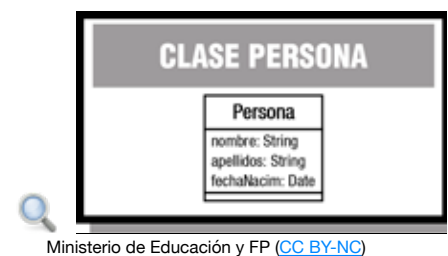 CLASE PERSONA
Persona
nombre: String
apellidos: String
fechaNacim: Date
Ministerio de Educación y FP (CC BY-NC)